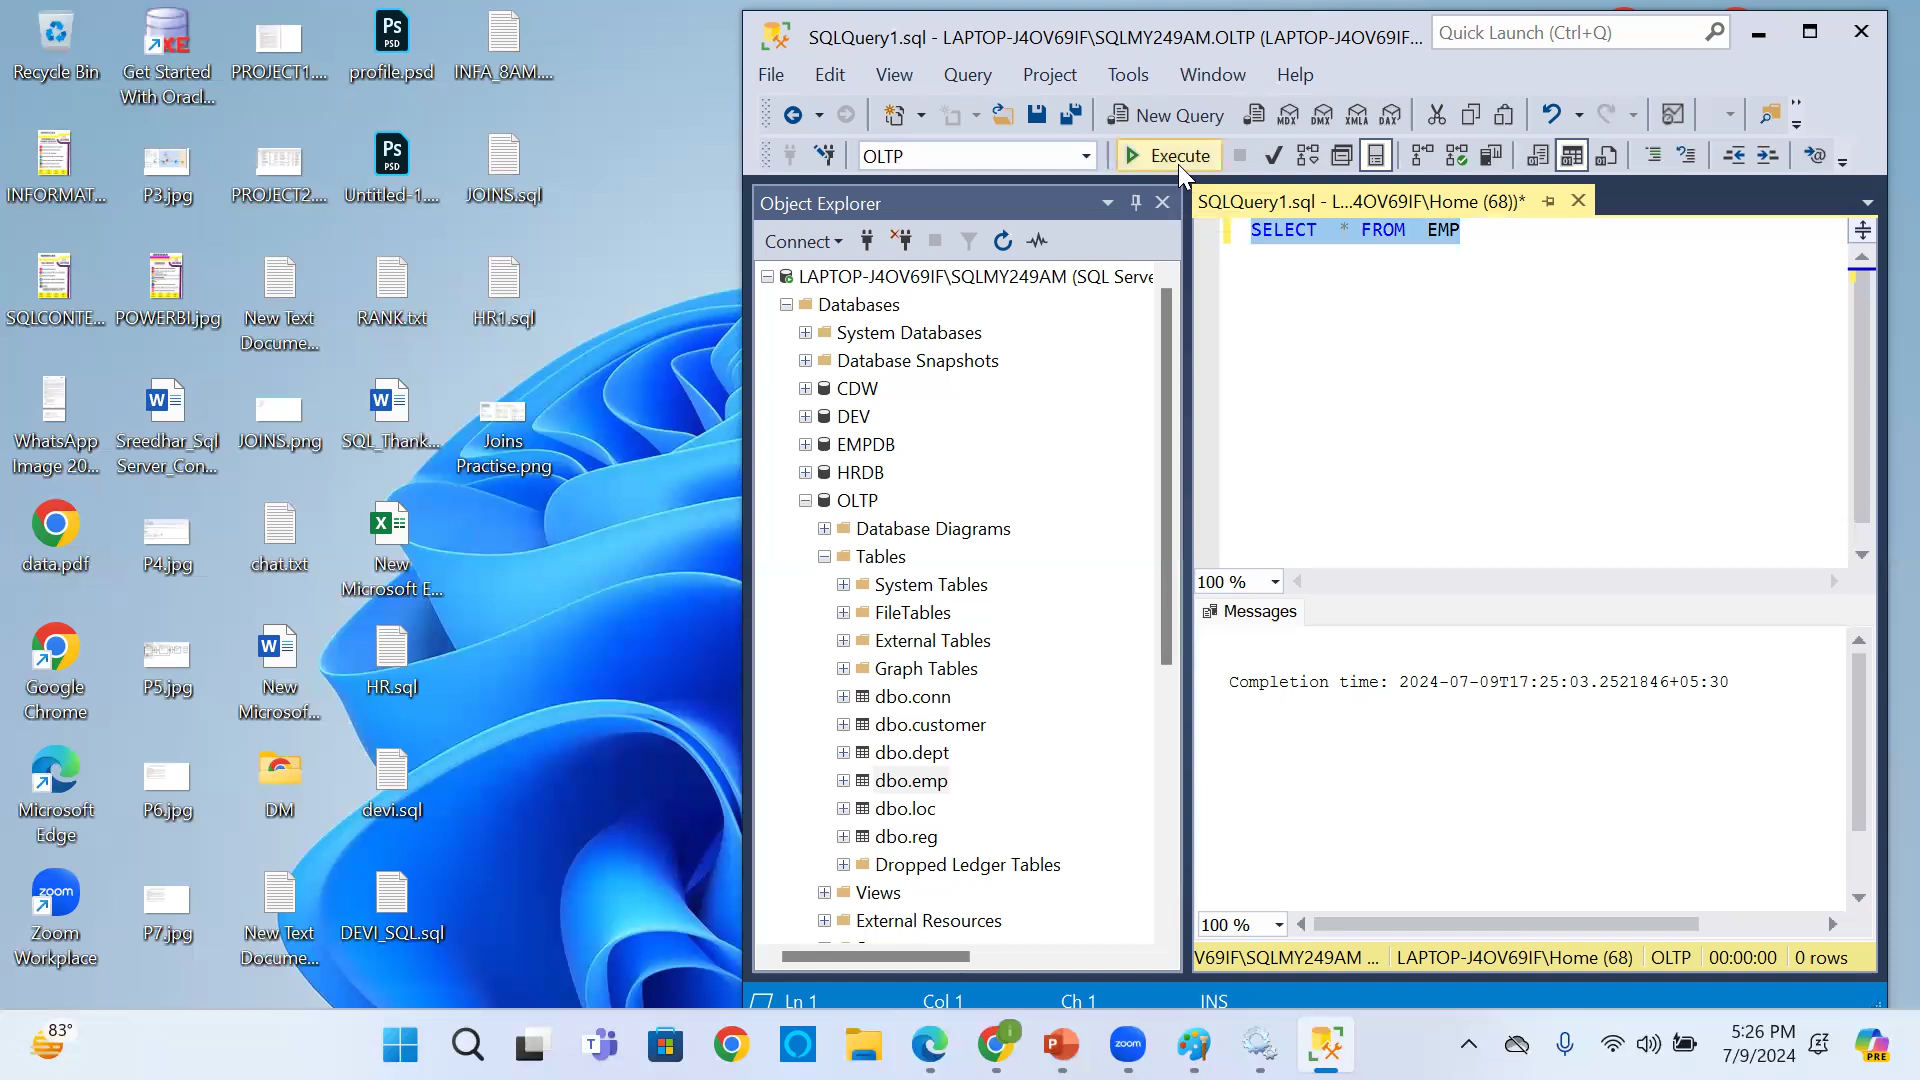 Recycle Bin
Get Started
With Oracl...
PROJECT1....
profile.psd
INFA_8AM....
INFORMAT...
P3.jpg
PROJECT2....
Untitled-1....
JOINS.sql
SQLCONTE...
POWERBI.jpg
New Text
Docume...
RANK.txt
HR1.sql
WhatsApp
Image 20...
Sreedhar_Sql
Server_Con...
JOINS.png
SQL_Thank...
Joins
Practise.png
data.pdf
P4.jpg
chat.txt
New
Microsoft E...
Google
Chrome
P5.jpg
New
Microsof...
HR.sql
Microsoft
Edge
P6.jpg
DM
devi.sql
Zoom
Workplace
P7.jpg
New Text
Docume...
DEVI_SQL.sql
SQLQuery1.sql - LAPTOP-J4OV69IF\SQLMY249AM.OLTP (LAPTOP-J4OV69IF...
Quick Launch (Ctrl+Q)
File Edit View Query Project Tools Window Help
New Query
MDX DMX XMLA DAX
OLTP
Execute
Object Explorer
Connect
LAPTOP-J4OV69IF\SQLMY249AM (SQL Serve
Databases
System Databases
Database Snapshots
CDW
DEV
EMPDB
HRDB
OLTP
Database Diagrams
Tables
System Tables
FileTables
External Tables
Graph Tables
dbo.conn
dbo.customer
dbo.dept
dbo.emp
dbo.loc
dbo.reg
Dropped Ledger Tables
Views
External Resources
SQLQuery1.sql - L...4OV69IF\Home (68))*
SELECT * FROM EMP
100 %
Messages
Completion time: 2024-07-09T17:25:03.2521846+05:30
100 %
V69IF\SQLMY249AM ... LAPTOP-J4OV69IF\Home (68) OLTP 00:00:00 0 rows
Ln 1 Col 1 Ch 1 INS
83°
zoom
5:26 PM
7/9/2024
PRE